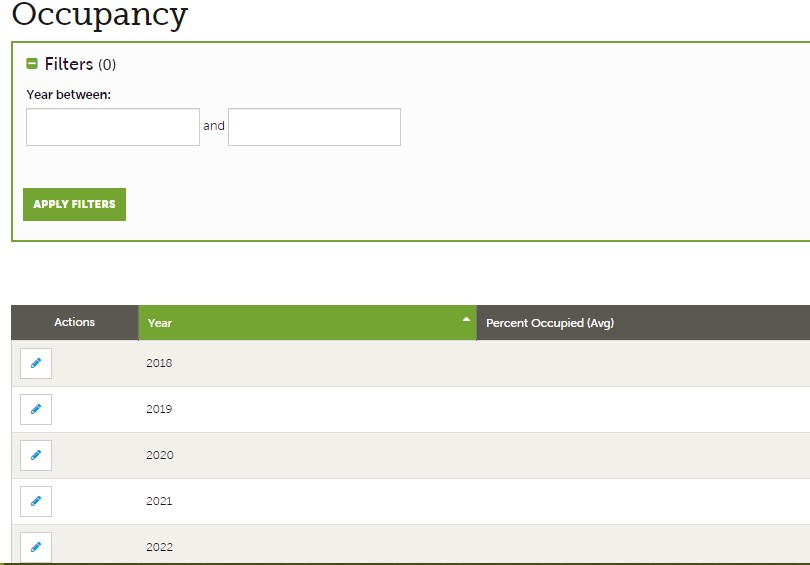 Occupancy
Filters (0)
Year between:
and
APPLY FILTERS
Actions Year Percent Occupied (Avg)
2018
2019
2020
2021
2022